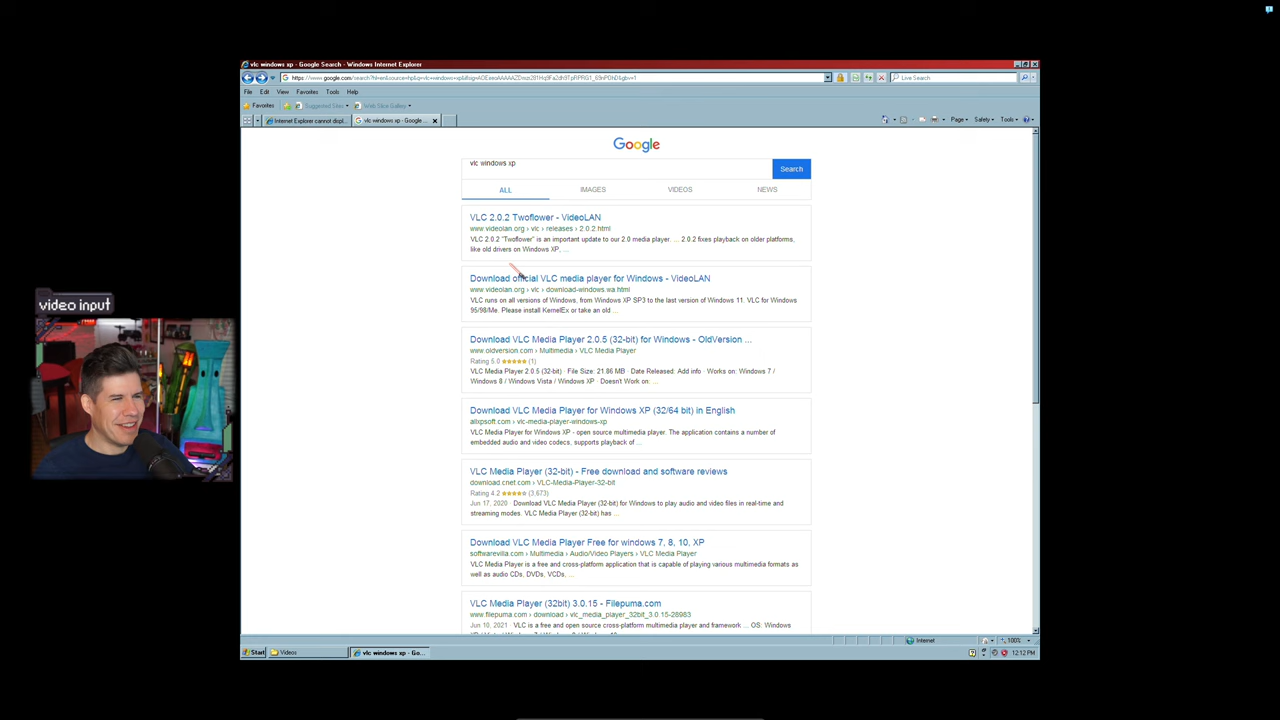 vlc windows xp - Google Search - Windows Internet Explorer
Live Search
File Edit View Favorites Tools Help
Favorites Suggested Sites Web Slice Gallery
Internet Explorer cannot displ... vlc windows xp - Google... Page Safety Tools
Google
vlc windows xp
Search
ALL IMAGES VIDEOS NEWS
VLC 2.0.2 Twoflower - VideoLAN
www.videolan.org › vlc › releases › 2.0.2.html
VLC 2.0.2 "Twoflower" is an important update to our 2.0 media player. ... 2.0.2 fixes playback on older platforms,
like old drivers on Windows XP, ...
Download official VLC media player for Windows - VideoLAN
www.videolan.org › vlc › download-windows.wa.html
VLC runs on all versions of Windows, from Windows XP SP3 to the last version of Windows 11. VLC for Windows
95/98/Me. Please install KernelEx or take an old ...
video input
Download VLC Media Player 2.0.5 (32-bit) for Windows - OldVersion ...
www.oldversion.com › Multimedia › VLC Media Player
Rating 5.0 (1)
VLC Media Player 2.0.5 (32-bit) · File Size: 21.86 MB · Date Released: Add info · Works on: Windows 7 /
Windows 8 / Windows Vista / Windows XP · Doesn't Work on: ...
Download VLC Media Player for Windows XP (32/64 bit) in English
allxpsoft.com › vlc-media-player-windows-xp
VLC Media Player for Windows XP - open source multimedia player. The application contains a number of
embedded audio and video codecs, supports playback of ...
VLC Media Player (32-bit) - Free download and software reviews
download.cnet.com › VLC-Media-Player-32-bit
Rating 4.2 (3,673)
Jun 17, 2020 · Download VLC Media Player (32-bit) for Windows to play audio and video files in real-time and
streaming modes. VLC Media Player (32-bit) has ...
Download VLC Media Player Free for windows 7, 8, 10, XP
softwarevilla.com › Multimedia › Audio/Video Players › VLC Media Player
VLC Media Player is a free and cross-platform application that is capable of playing various multimedia formats as
well as audio CDs, DVDs, VCDs, ...
VLC Media Player (32bit) 3.0.15 - Filepuma.com
www.filepuma.com › download › vlc_media_player_32bit_3.0.15-28983
Jun 10, 2021 · VLC is a free and open source cross-platform multimedia player and framework ... OS: Windows
Internet 100%
Start Videos vlc windows xp - Go... 12:12 PM